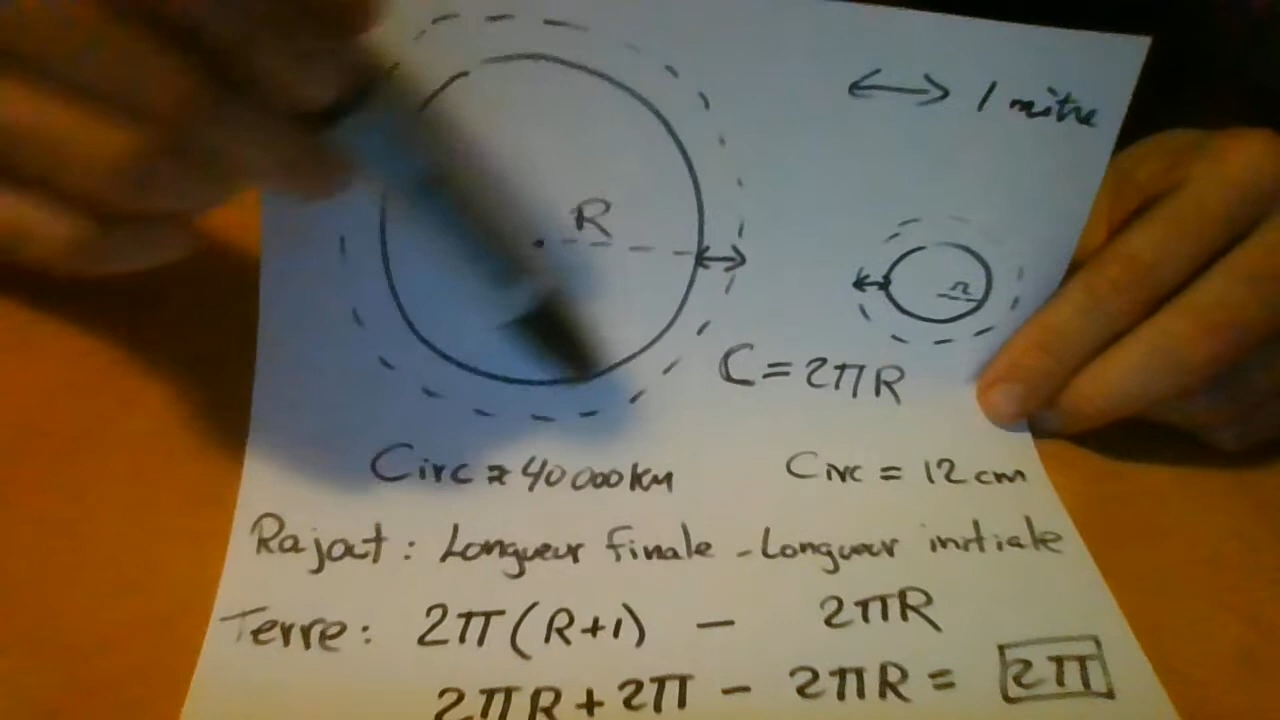 1 mètre
R
r
C = 2πR
Circ ≈ 40 000 km
Circ = 12 cm
Rajout : Longueur finale - Longueur initiale
Terre : 2π(R+1) - 2πR
2πR + 2π - 2πR = 2π